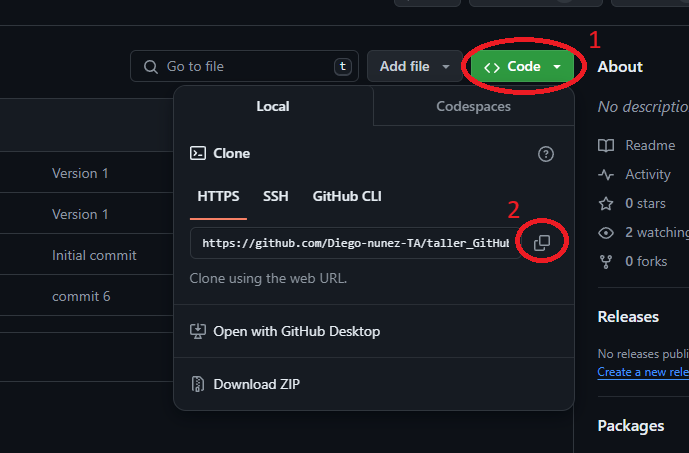 1
Go to file
t
Add file
Code
About
Local
Codespaces
No descriptio
Clone
Readme
Version 1
Activity
HTTPS
SSH
GitHub CLI
0 stars
Version 1
2
2 watching
https://github.com/Diego-nunez-TA/taller_GitHub
Initial commit
0 forks
Clone using the web URL.
commit 6
Releases
Open with GitHub Desktop
No releases publi
Create a new rele
Download ZIP
Packages